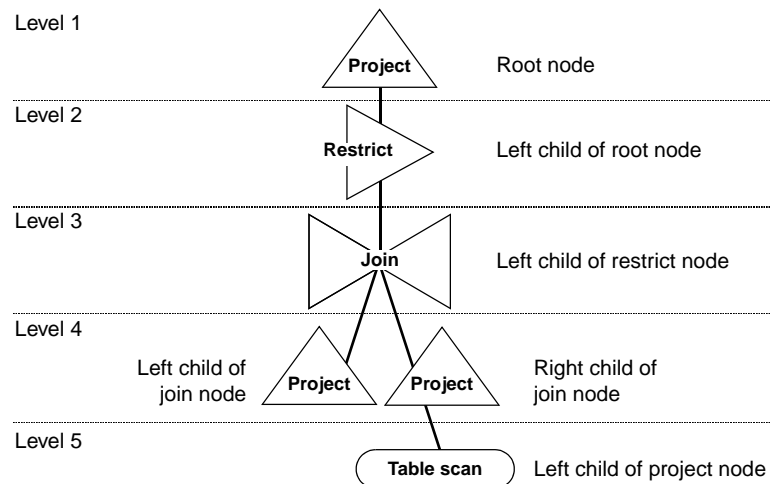 Level 1
Project
Root node
Level 2
Restrict
Left child of root node
Level 3
Join
Left child of restrict node
Level 4
Left child of
join node
Project
Project
Right child of
join node
Level 5
Table scan
Left child of project node